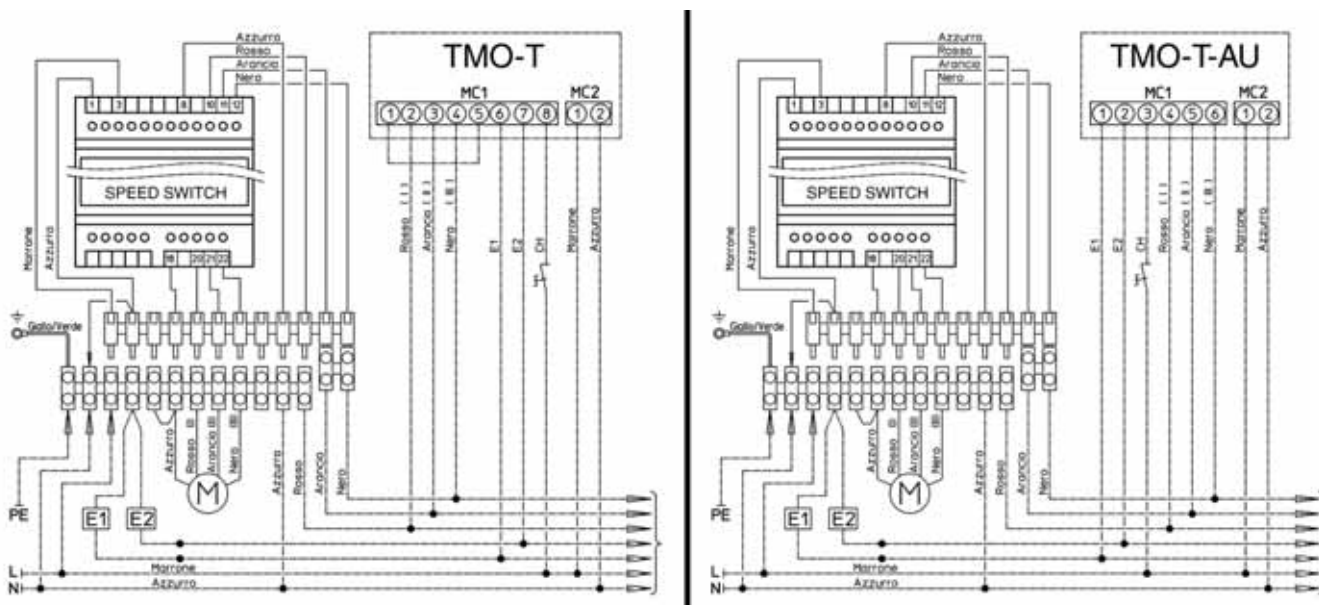 Azzurro
Rosso
Arancio
Nero
TMO-T
MC1 MC2
1 2 3 4 5 6 7 8 1 2
1 3 8 10 11 12
SPEED SWITCH
18 20 21 22
Marrone
Azzurro
Rosso ( I )
Arancio ( II )
Nero ( III )
E1
E2
CH
Marrone
Azzurro
Giallo/Verde
Azzurro
Rosso (I)
Arancio (II)
Nero (III)
Azzurro
Rosso
Arancio
Nero
M
PE
E1 E2
L
Marrone
N
Azzurro
Azzurro
Rosso
Arancio
Nero
TMO-T-AU
MC1 MC2
1 2 3 4 5 6 1 2
1 3 8 10 11 12
SPEED SWITCH
18 20 21 22
Marrone
Azzurro
E1
E2
CH
Rosso ( I )
Arancio ( II )
Nero ( III )
Marrone
Azzurro
Giallo/Verde
Azzurro
Rosso (I)
Arancio (II)
Nero (III)
Azzurro
Rosso
Arancio
Nero
M
PE
E1 E2
L
Marrone
N
Azzurro